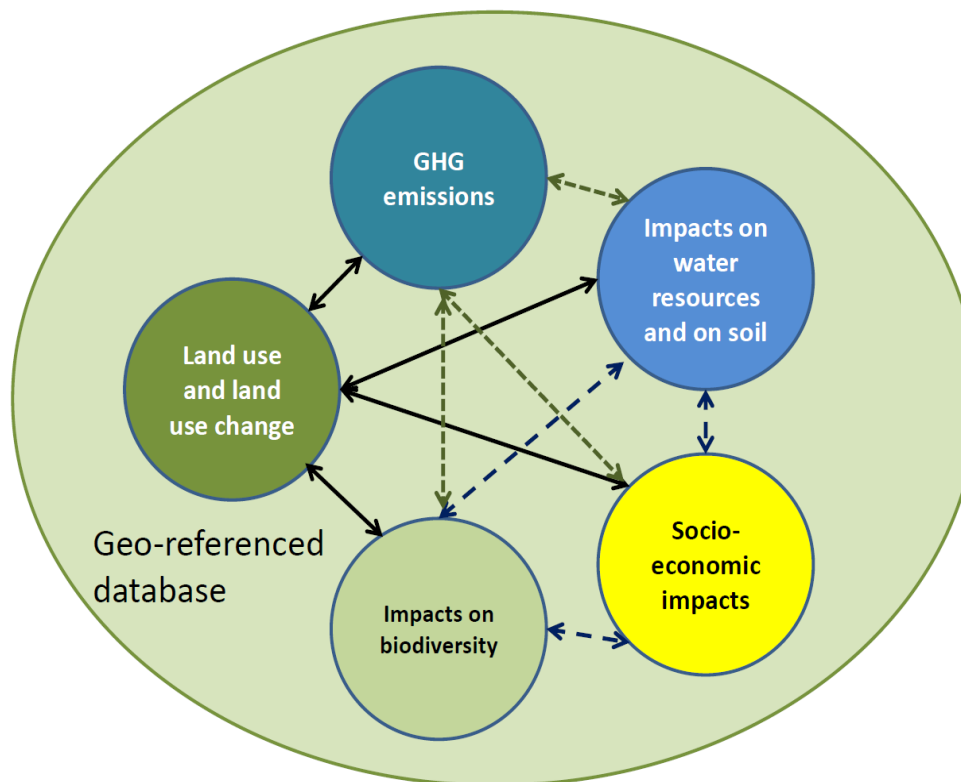 GHG
emissions
Impacts on
water
resources
and on soil
Land use
and land
use change
Geo-referenced
database
Socio-
economic
impacts
Impacts on
biodiversity